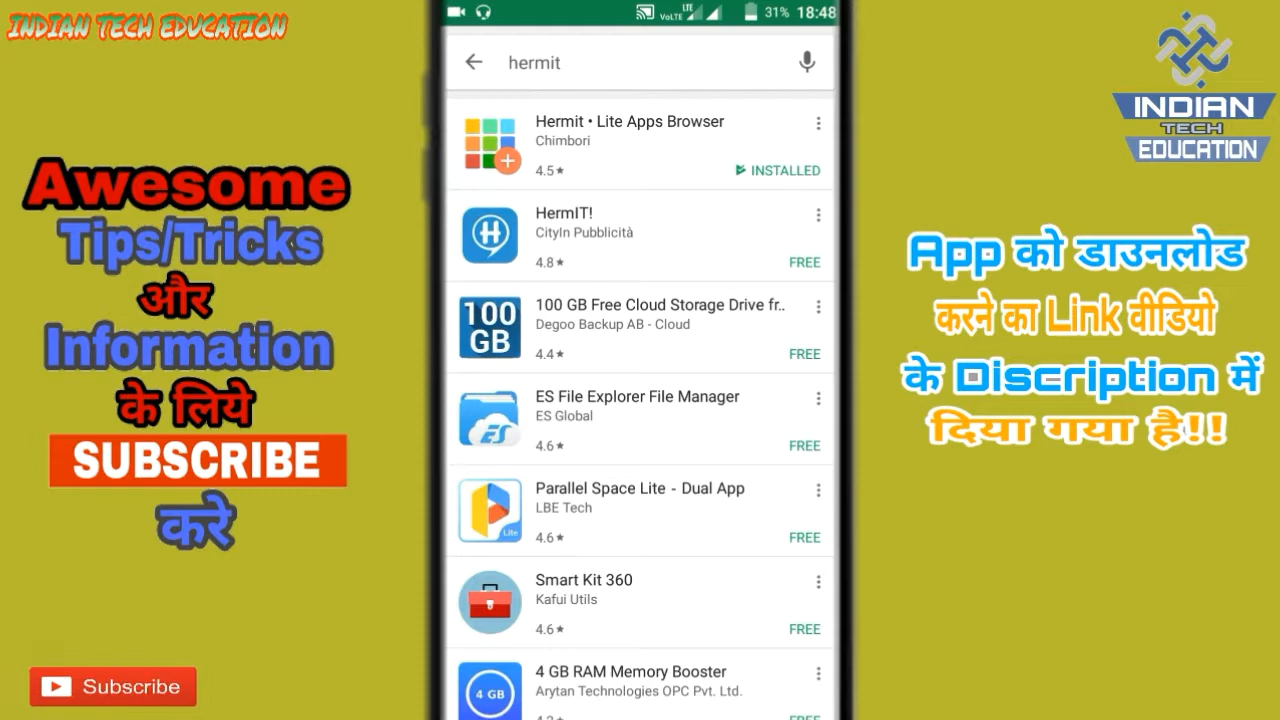 INDIAN TECH EDUCATION
Awesome
Tips/Tricks
और
Information
के लिये
SUBSCRIBE
करे
Subscribe
VoLTE LTE 31% 18:48
hermit
Hermit • Lite Apps Browser
Chimbori
4.5★ INSTALLED
HermIT!
CityIn Pubblicità
4.8★ FREE
100 GB
100 GB Free Cloud Storage Drive fr..
Degoo Backup AB - Cloud
4.4★ FREE
ES
ES File Explorer File Manager
ES Global
4.6★ FREE
Lite
Parallel Space Lite - Dual App
LBE Tech
4.6★ FREE
Smart Kit 360
Kafui Utils
4.6★ FREE
4 GB
4 GB RAM Memory Booster
Arytan Technologies OPC Pvt. Ltd.
INDIAN
TECH
EDUCATION
App को डाउनलोड
करने का Link वीडियो
के Discription में
दिया गया है!!